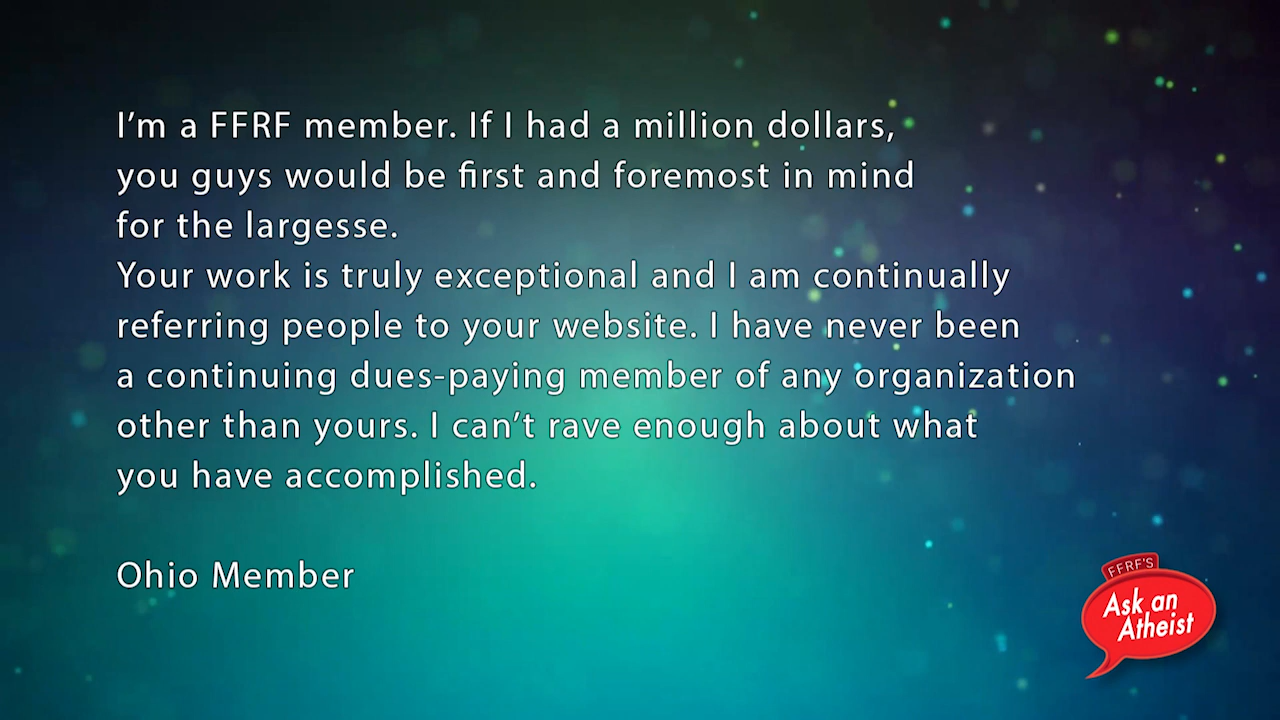 I’m a FFRF member. If I had a million dollars,
you guys would be first and foremost in mind
for the largesse.
Your work is truly exceptional and I am continually
referring people to your website. I have never been
a continuing dues-paying member of any organization
other than yours. I can’t rave enough about what
you have accomplished.
Ohio Member
FFRF'S
Ask an
Atheist